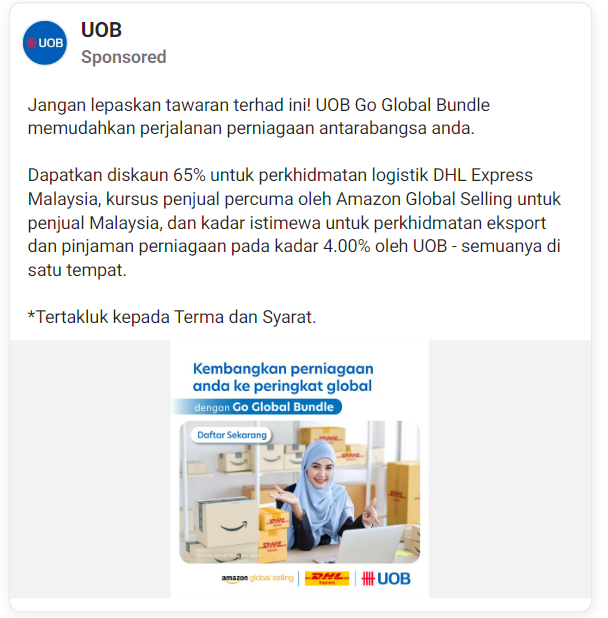 UOB
UOB
Sponsored
Jangan lepaskan tawaran terhad ini! UOB Go Global Bundle
memudahkan perjalanan perniagaan antarabangsa anda.
Dapatkan diskaun 65% untuk perkhidmatan logistik DHL Express
Malaysia, kursus penjual percuma oleh Amazon Global Selling untuk
penjual Malaysia, dan kadar istimewa untuk perkhidmatan eksport
dan pinjaman perniagaan pada kadar 4.00% oleh UOB - semuanya di
satu tempat.
*Tertakluk kepada Terma dan Syarat.
Kembangkan perniagaan
anda ke peringkat global
dengan Go Global Bundle
Daftar Sekarang
DHL
DHL
DHL
DHL
amazon global selling
DHL
Express
UOB